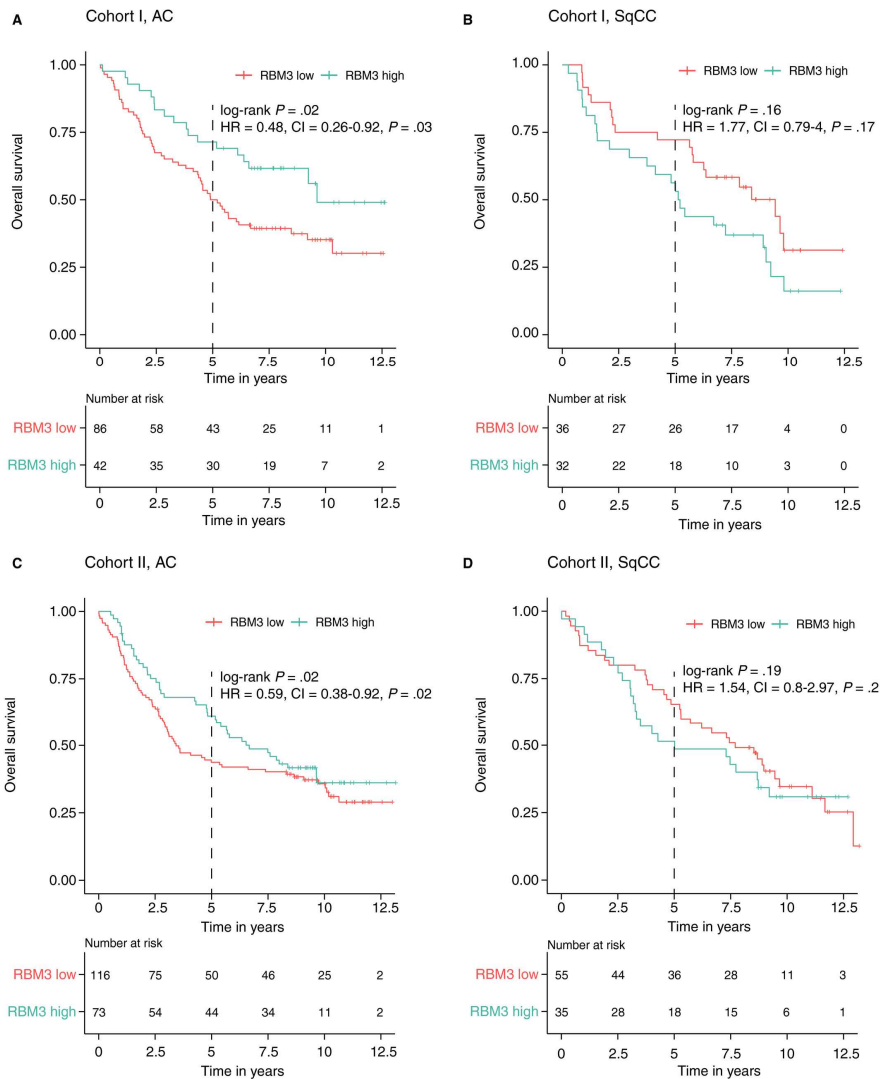 A
Cohort I, AC
1.00
0.75
0.50
0.25
0.00
Overall survival
RBM3 low RBM3 high
log-rank P = .02
HR = 0.48, CI = 0.26-0.92, P = .03
0 2.5 5 7.5 10 12.5
Time in years
Number at risk
RBM3 low 86 58 43 25 11 1
RBM3 high 42 35 30 19 7 2
0 2.5 5 7.5 10 12.5
Time in years
B
Cohort I, SqCC
1.00
0.75
0.50
0.25
0.00
Overall survival
RBM3 low RBM3 high
log-rank P = .16
HR = 1.77, CI = 0.79-4, P = .17
0 2.5 5 7.5 10 12.5
Time in years
Number at risk
RBM3 low 36 27 26 17 4 0
RBM3 high 32 22 18 10 3 0
0 2.5 5 7.5 10 12.5
Time in years
C
Cohort II, AC
1.00
0.75
0.50
0.25
0.00
Overall survival
RBM3 low RBM3 high
log-rank P = .02
HR = 0.59, CI = 0.38-0.92, P = .02
0 2.5 5 7.5 10 12.5
Time in years
Number at risk
RBM3 low 116 75 50 46 25 2
RBM3 high 73 54 44 34 11 2
0 2.5 5 7.5 10 12.5
Time in years
D
Cohort II, SqCC
1.00
0.75
0.50
0.25
0.00
Overall survival
RBM3 low RBM3 high
log-rank P = .19
HR = 1.54, CI = 0.8-2.97, P = .2
0 2.5 5 7.5 10 12.5
Time in years
Number at risk
RBM3 low 55 44 36 28 11 3
RBM3 high 35 28 18 15 6 1
0 2.5 5 7.5 10 12.5
Time in years